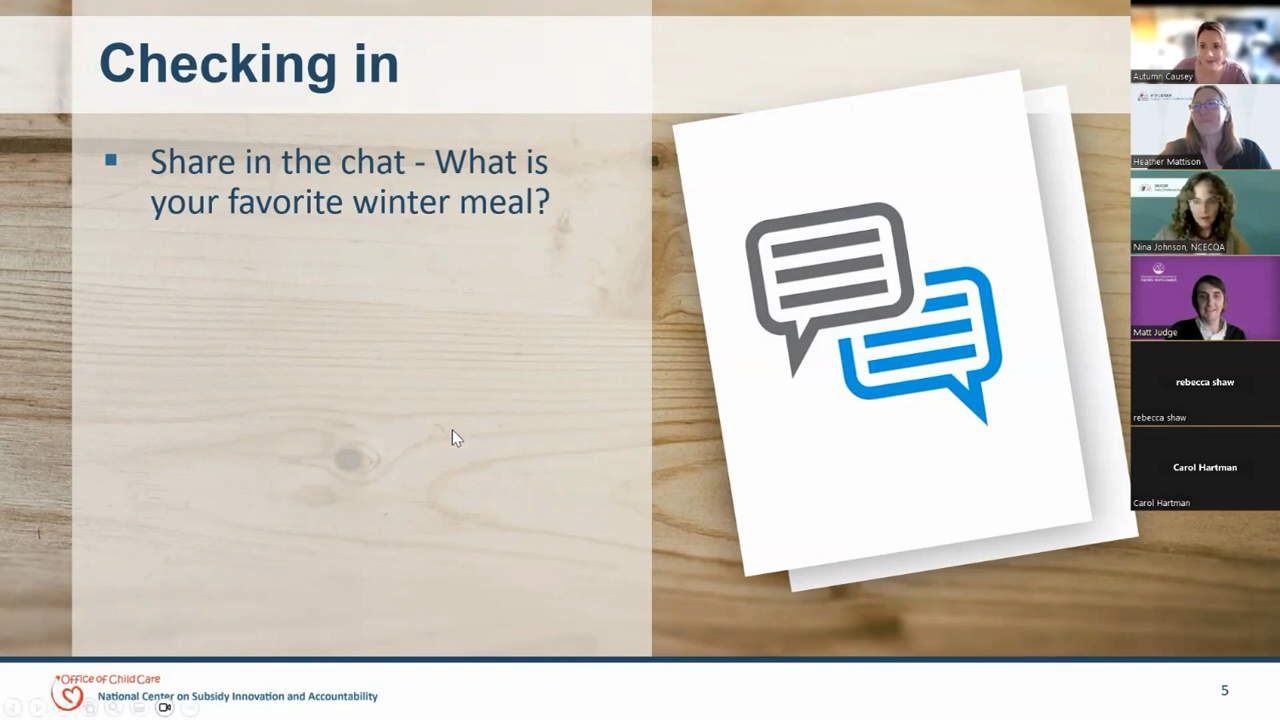 Checking in
▪ Share in the chat - What is
your favorite winter meal?
Autumn Causey
Heather Mattison
Nina Johnson, NCECQA
Matt Judge
rebecca shaw
rebecca shaw
Carol Hartman
Carol Hartman
Office of Child Care
National Center on Subsidy Innovation and Accountability
5